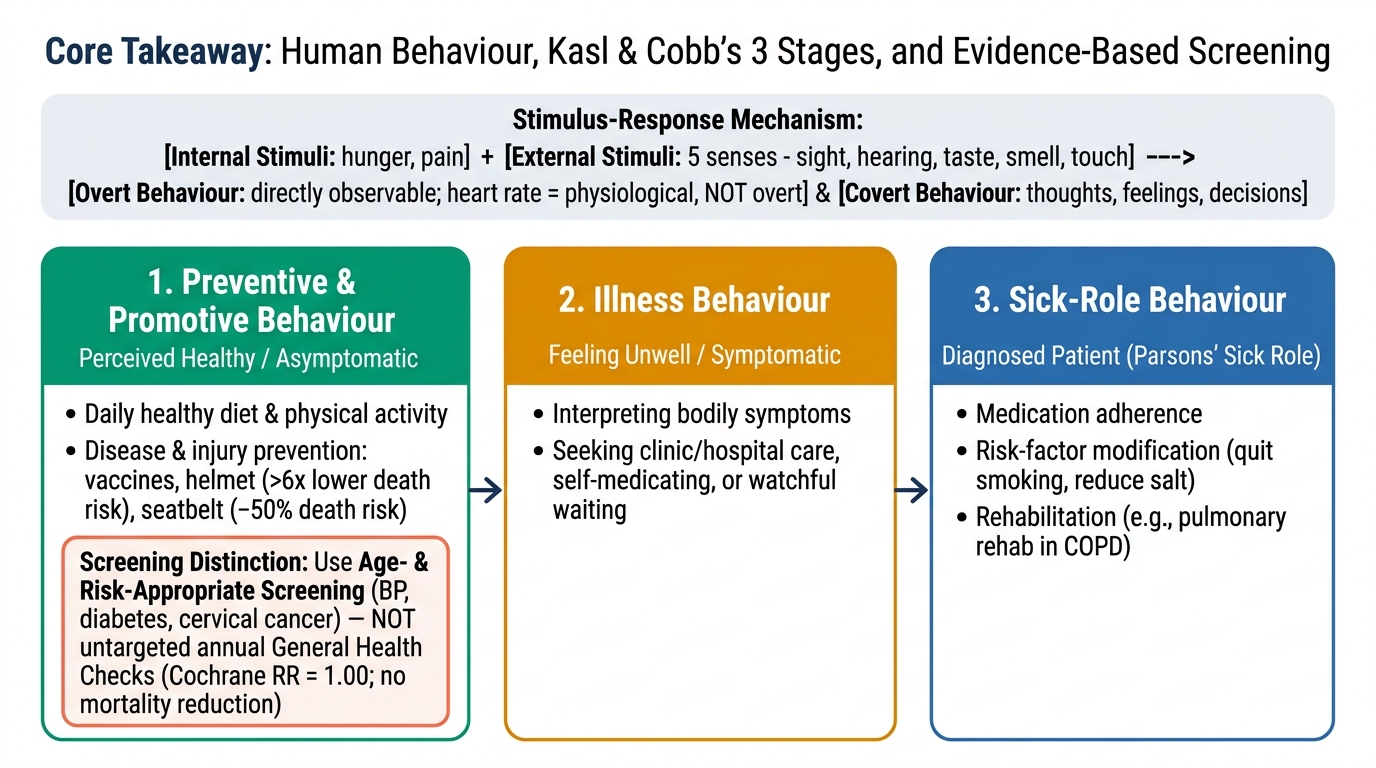 Core Takeaway: Human Behaviour, Kasl & Cobb's 3 Stages, and Evidence-Based Screening
Stimulus-Response Mechanism:
[Internal Stimuli: hunger, pain] + [External Stimuli: 5 senses - sight, hearing, taste, smell, touch] --->
[Overt Behaviour: directly observable; heart rate = physiological, NOT overt] & [Covert Behaviour: thoughts, feelings, decisions]
1. Preventive &
Promotive Behaviour
Perceived Healthy / Asymptomatic
• Daily healthy diet & physical activity
• Disease & injury prevention:
vaccines, helmet (>6x lower death
risk), seatbelt (−50% death risk)
Screening Distinction: Use Age- &
Risk-Appropriate Screening (BP,
diabetes, cervical cancer) — NOT
untargeted annual General Health
Checks (Cochrane RR = 1.00; no
mortality reduction)
2. Illness Behaviour
Feeling Unwell / Symptomatic
• Interpreting bodily symptoms
• Seeking clinic/hospital care,
self-medicating, or watchful
waiting
3. Sick-Role Behaviour
Diagnosed Patient (Parsons' Sick Role)
• Medication adherence
• Risk-factor modification (quit
smoking, reduce salt)
• Rehabilitation (e.g., pulmonary
rehab in COPD)